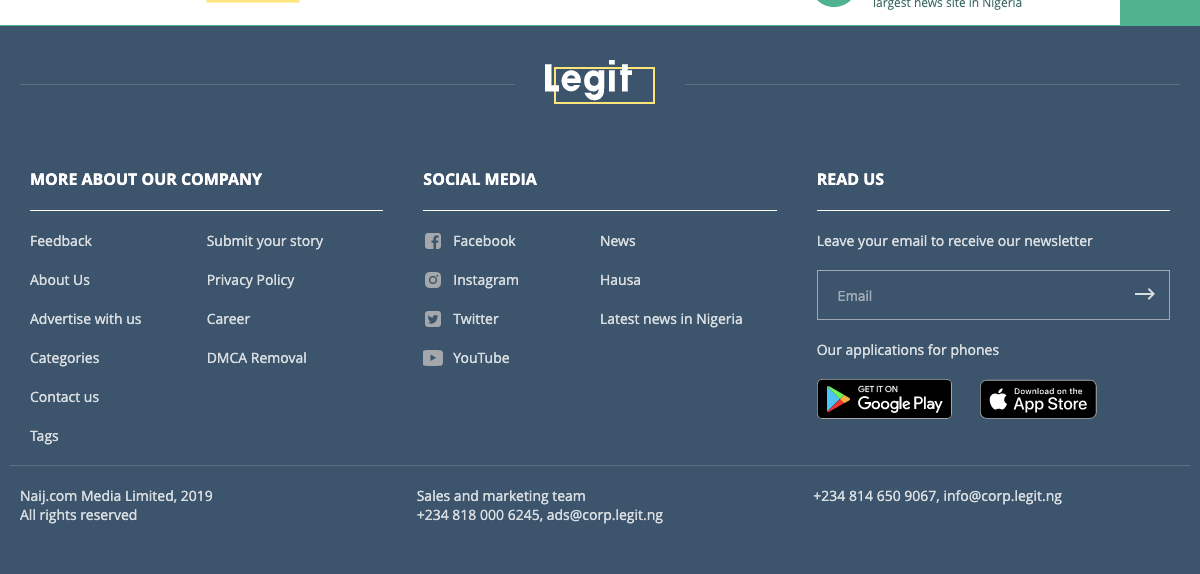 largest news site in Nigeria
Legit
MORE ABOUT OUR COMPANY
Feedback
Submit your story
About Us
Privacy Policy
Advertise with us
Career
Categories
DMCA Removal
Contact us
Tags
SOCIAL MEDIA
Facebook
News
Instagram
Hausa
Twitter
Latest news in Nigeria
YouTube
READ US
Leave your email to receive our newsletter
Email
Our applications for phones
GET IT ON
Google Play
Download on the
App Store
Naij.com Media Limited, 2019
All rights reserved
Sales and marketing team
+234 818 000 6245, ads@corp.legit.ng
+234 814 650 9067, info@corp.legit.ng